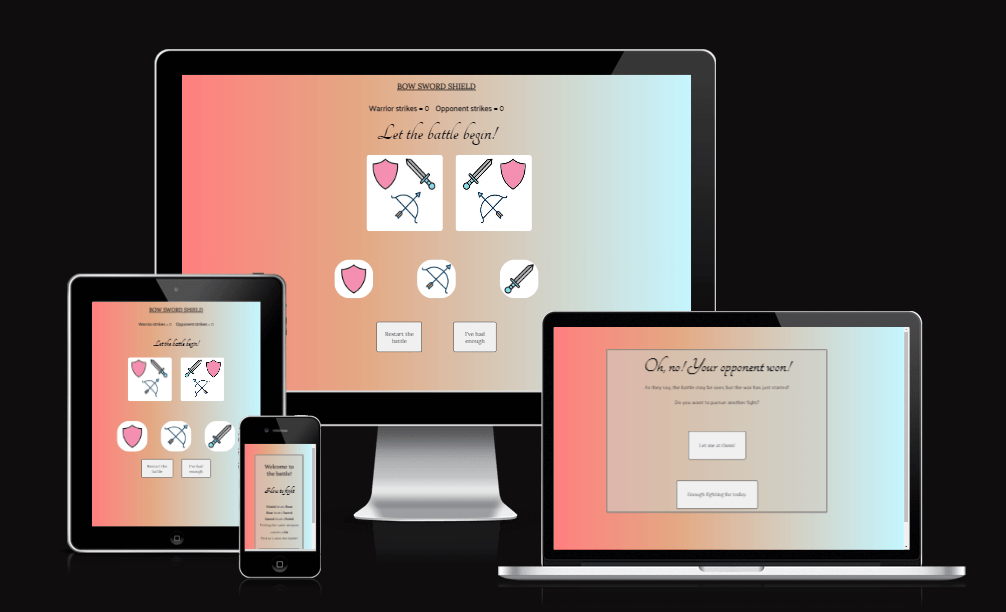 BOW SWORD SHIELD
Warrior strikes = 0 Opponent strikes = 0
Let the battle begin!
Restart the
battle
I've had
enough
BOW SWORD SHIELD
Warrior strikes = 0 Opponent strikes = 0
Let the battle begin!
Restart the
battle
I've had
enough
Welcome to
the battle!
How to fight
Oh, no! Your opponent won!
As they say, the battle may be over, but the war has just started!
Do you want to pursue another fight?
Let me at them!
Enough fighting for today.